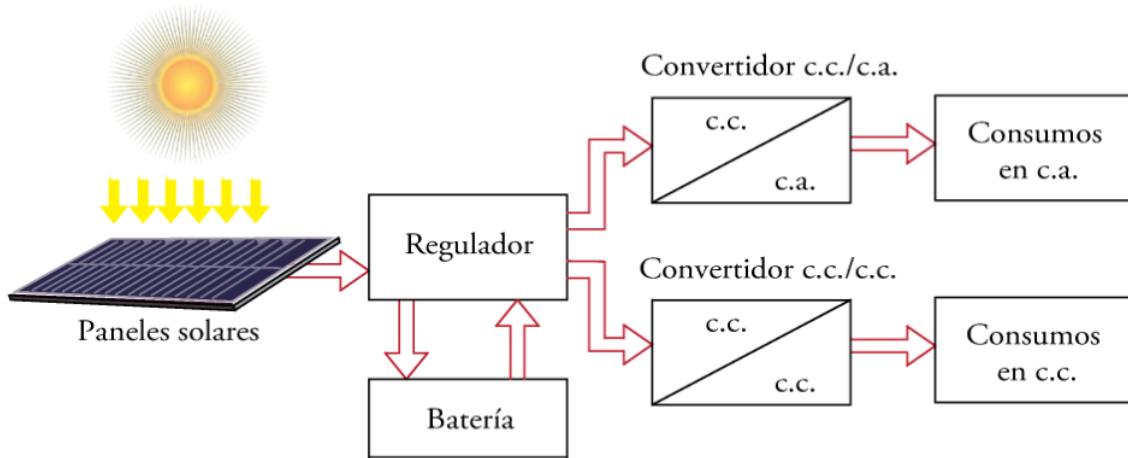 Paneles solares
Regulador
Batería
Convertidor c.c./c.a.
c.c.
c.a.
Consumos
en c.a.
Convertidor c.c./c.c.
c.c.
c.c.
Consumos
en c.c.